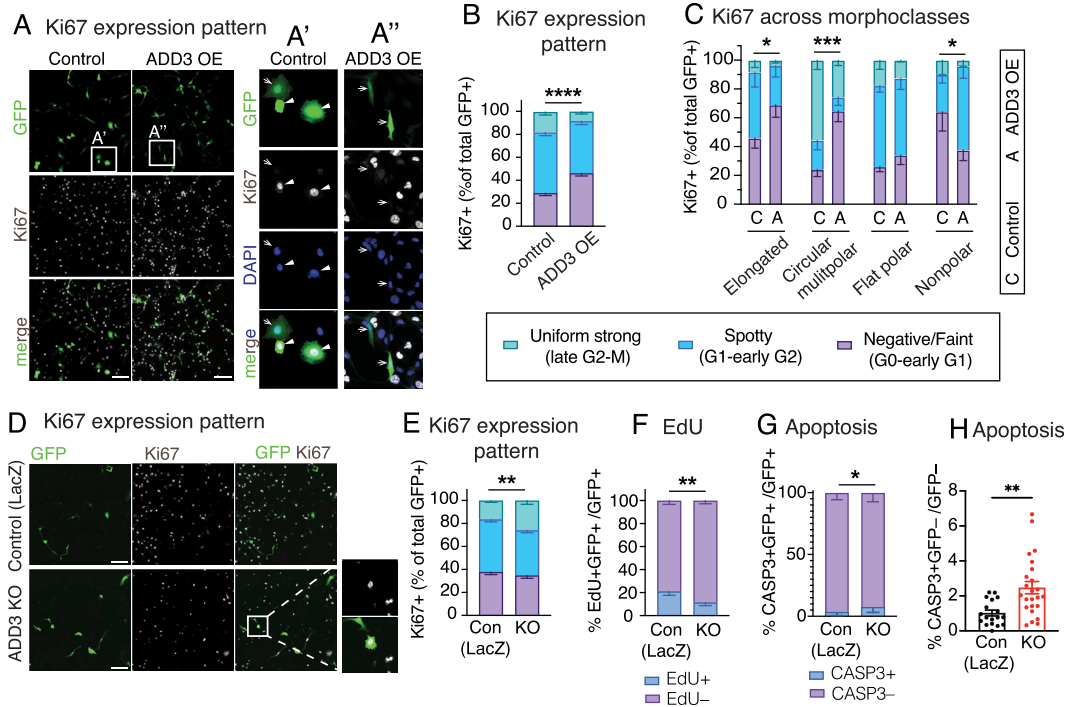 A Ki67 expression pattern
Control ADD3 OE
GFP
Ki67
merge
A' A''
A' A''
Control ADD3 OE
GFP
Ki67
DAPI
merge
B Ki67 expression
pattern
Ki67+ (%of total GFP+)
100
80
60
40
20
0
****
Control
ADD3 OE
C Ki67 across morphoclasses
Ki67+ (%of total GFP+)
100
80
60
40
20
0
* *** *
C A C A C A C A
Elongated
Circular
mulitpolar
Flat polar
Nonpolar
C Control A ADD3 OE
Uniform strong
(late G2-M)
Spotty
(G1-early G2)
Negative/Faint
(G0-early G1)
D Ki67 expression pattern
GFP Ki67 GFP Ki67
Control (LacZ)
ADD3 KO
E Ki67 expression
pattern
Ki67+ (% of total GFP+)
100
80
60
40
20
0
**
Con KO
(LacZ)
F EdU
% EdU+GFP+ /GFP+
100
80
60
40
20
0
**
Con KO
(LacZ)
EdU+
EdU−
G Apoptosis
% CASP3+GFP+ /GFP+
100
50
0
*
Con KO
(LacZ)
CASP3+
CASP3−
H Apoptosis
% CASP3+GFP− /GFP−
8
6
4
2
0
**
Con KO
(LacZ)